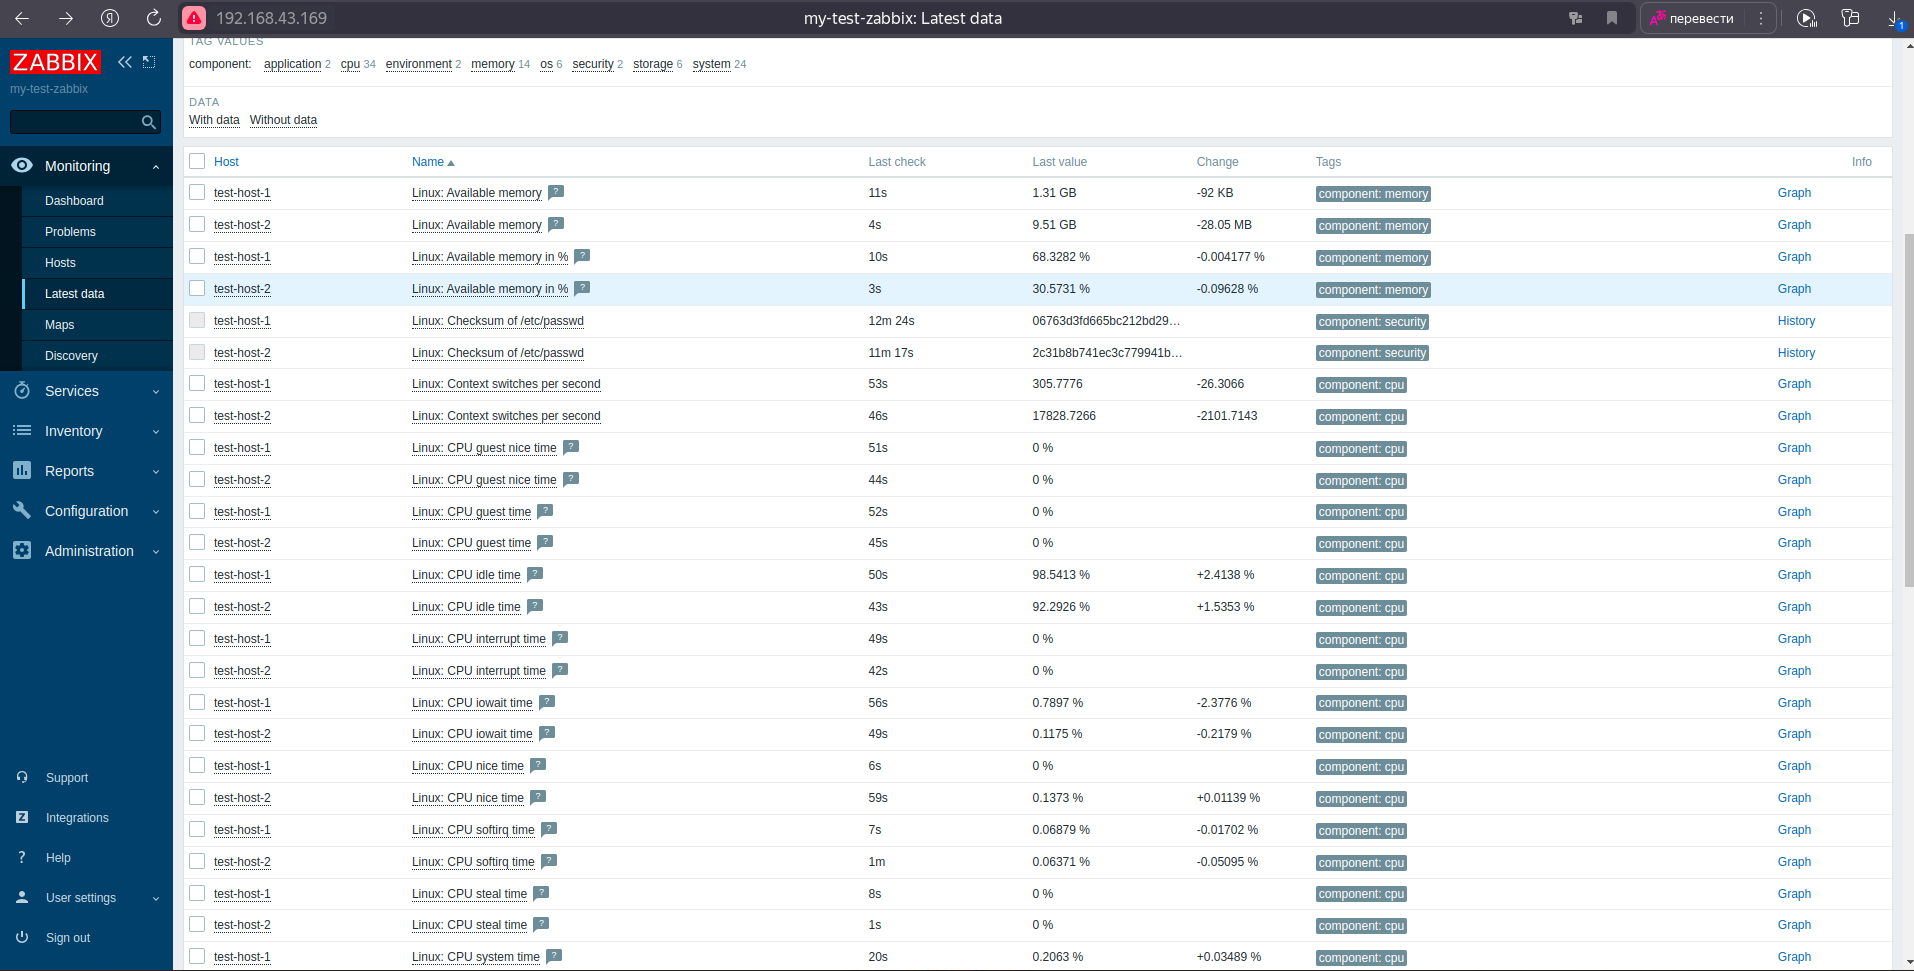 192.168.43.169
my-test-zabbix: Latest data
перевести
1
ZABBIX
my-test-zabbix
Monitoring
Dashboard
Problems
Hosts
Latest data
Maps
Discovery
Services
Inventory
Reports
Configuration
Administration
Support
Integrations
Help
User settings
Sign out
TAG VALUES
component: application 2 cpu 34 environment 2 memory 14 os 6 security 2 storage 6 system 24
DATA
With data Without data
Host Name Last check Last value Change Tags Info
test-host-1 Linux: Available memory ? 11s 1.31 GB -92 KB component: memory Graph
test-host-2 Linux: Available memory ? 4s 9.51 GB -28.05 MB component: memory Graph
test-host-1 Linux: Available memory in % ? 10s 68.3282 % -0.004177 % component: memory Graph
test-host-2 Linux: Available memory in % ? 3s 30.5731 % -0.09628 % component: memory Graph
test-host-1 Linux: Checksum of /etc/passwd 12m 24s 06763d3fd665bc212bd29... component: security History
test-host-2 Linux: Checksum of /etc/passwd 11m 17s 2c31b8b741ec3c779941b... component: security History
test-host-1 Linux: Context switches per second 53s 305.7776 -26.3066 component: cpu Graph
test-host-2 Linux: Context switches per second 46s 17828.7266 -2101.7143 component: cpu Graph
test-host-1 Linux: CPU guest nice time ? 51s 0 % component: cpu Graph
test-host-2 Linux: CPU guest nice time ? 44s 0 % component: cpu Graph
test-host-1 Linux: CPU guest time ? 52s 0 % component: cpu Graph
test-host-2 Linux: CPU guest time ? 45s 0 % component: cpu Graph
test-host-1 Linux: CPU idle time ? 50s 98.5413 % +2.4138 % component: cpu Graph
test-host-2 Linux: CPU idle time ? 43s 92.2926 % +1.5353 % component: cpu Graph
test-host-1 Linux: CPU interrupt time ? 49s 0 % component: cpu Graph
test-host-2 Linux: CPU interrupt time ? 42s 0 % component: cpu Graph
test-host-1 Linux: CPU iowait time ? 56s 0.7897 % -2.3776 % component: cpu Graph
test-host-2 Linux: CPU iowait time ? 49s 0.1175 % -0.2179 % component: cpu Graph
test-host-1 Linux: CPU nice time ? 6s 0 % component: cpu Graph
test-host-2 Linux: CPU nice time ? 59s 0.1373 % +0.01139 % component: cpu Graph
test-host-1 Linux: CPU softirq time ? 7s 0.06879 % -0.01702 % component: cpu Graph
test-host-2 Linux: CPU softirq time ? 1m 0.06371 % -0.05095 % component: cpu Graph
test-host-1 Linux: CPU steal time ? 8s 0 % component: cpu Graph
test-host-2 Linux: CPU steal time ? 1s 0 % component: cpu Graph
test-host-1 Linux: CPU system time ? 20s 0.2063 % +0.03489 % component: cpu Graph